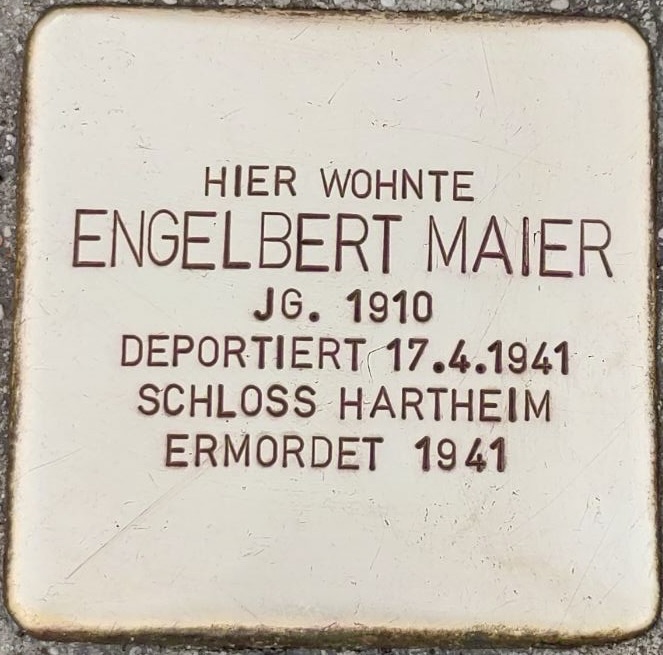 HIER WOHNTE
ENGELBERT MAIER
JG. 1910
DEPORTIERT 17.4.1941
SCHLOSS HARTHEIM
ERMORDET 1941